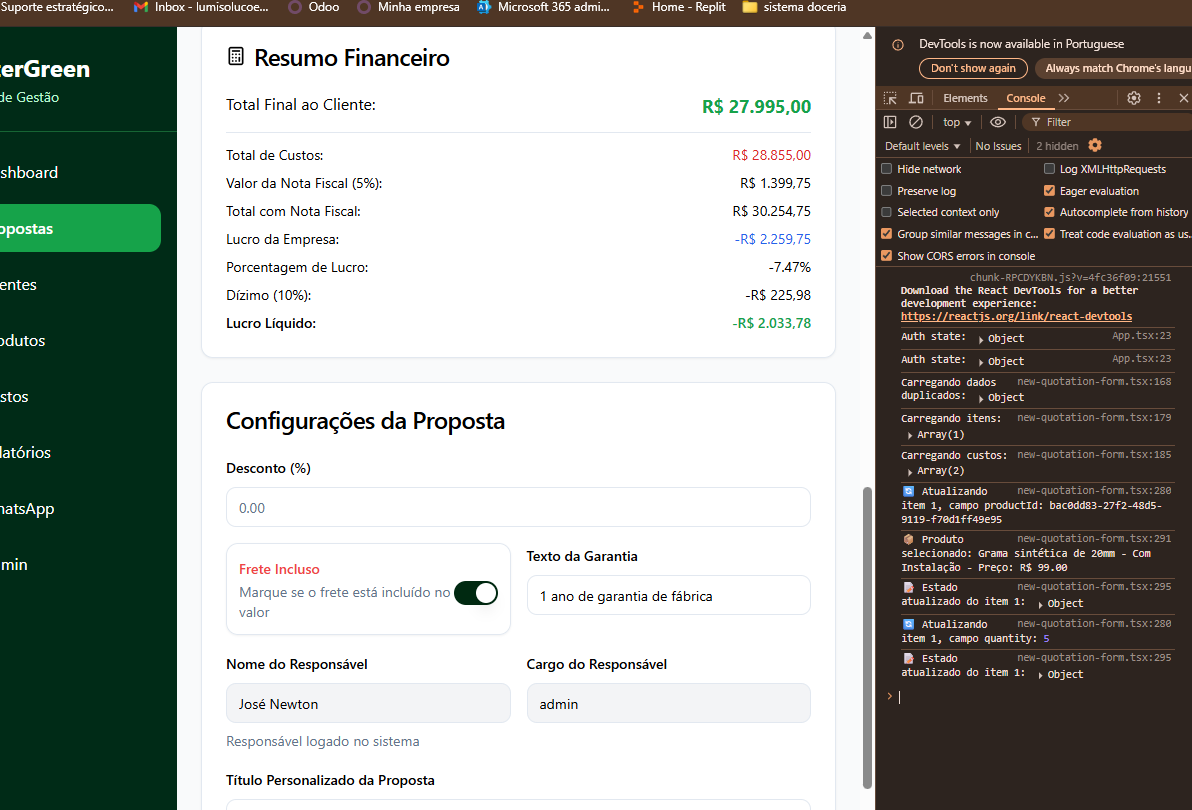 Suporte estratégico... Inbox - lumisolucoe... Odoo Minha empresa Microsoft 365 admi... Home - Replit sistema doceria
terGreen
de Gestão
shboard
opostas
entes
odutos
stos
latórios
hatsApp
min
Resumo Financeiro
Total Final ao Cliente: R$ 27.995,00
Total de Custos: R$ 28.855,00
Valor da Nota Fiscal (5%): R$ 1.399,75
Total com Nota Fiscal: R$ 30.254,75
Lucro da Empresa: -R$ 2.259,75
Porcentagem de Lucro: -7.47%
Dízimo (10%): -R$ 225,98
Lucro Líquido: -R$ 2.033,78
Configurações da Proposta
Desconto (%)
0.00
Frete Incluso
Marque se o frete está incluído no
valor
Texto da Garantia
1 ano de garantia de fábrica
Nome do Responsável
José Newton
Responsável logado no sistema
Cargo do Responsável
admin
Título Personalizado da Proposta
DevTools is now available in Portuguese
Don't show again Always match Chrome's langu
Elements Console
top Filter
Default levels No Issues 2 hidden
Hide network Log XMLHttpRequests
Preserve log Eager evaluation
Selected context only Autocomplete from history
Group similar messages in c... Treat code evaluation as us...
Show CORS errors in console
chunk-RPCDYKBN.js?v=4fc36f09:21551
Download the React DevTools for a better
development experience:
https://reactjs.org/link/react-devtools
Auth state: Object App.tsx:23
Auth state: Object App.tsx:23
Carregando dados new-quotation-form.tsx:168
duplicados: Object
Carregando itens: new-quotation-form.tsx:179
Array(1)
Carregando custos: new-quotation-form.tsx:185
Array(2)
Atualizando new-quotation-form.tsx:280
item 1, campo productId: bac0dd83-27f2-48d5-
9119-f70d1ff49e95
Produto new-quotation-form.tsx:291
selecionado: Grama sintética de 20mm - Com
Instalação - Preço: R$ 99.00
Estado new-quotation-form.tsx:295
atualizado do item 1: Object
Atualizando new-quotation-form.tsx:280
item 1, campo quantity: 5
Estado new-quotation-form.tsx:295
atualizado do item 1: Object